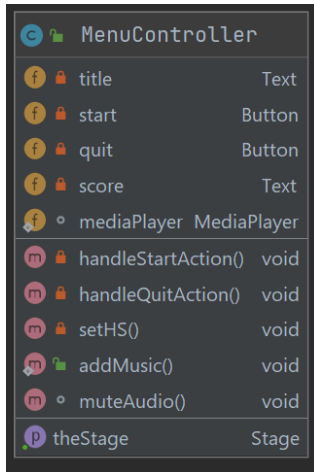 MenuController
title Text
start Button
quit Button
score Text
mediaPlayer MediaPlayer
handleStartAction() void
handleQuitAction() void
setHS() void
addMusic() void
muteAudio() void
theStage Stage